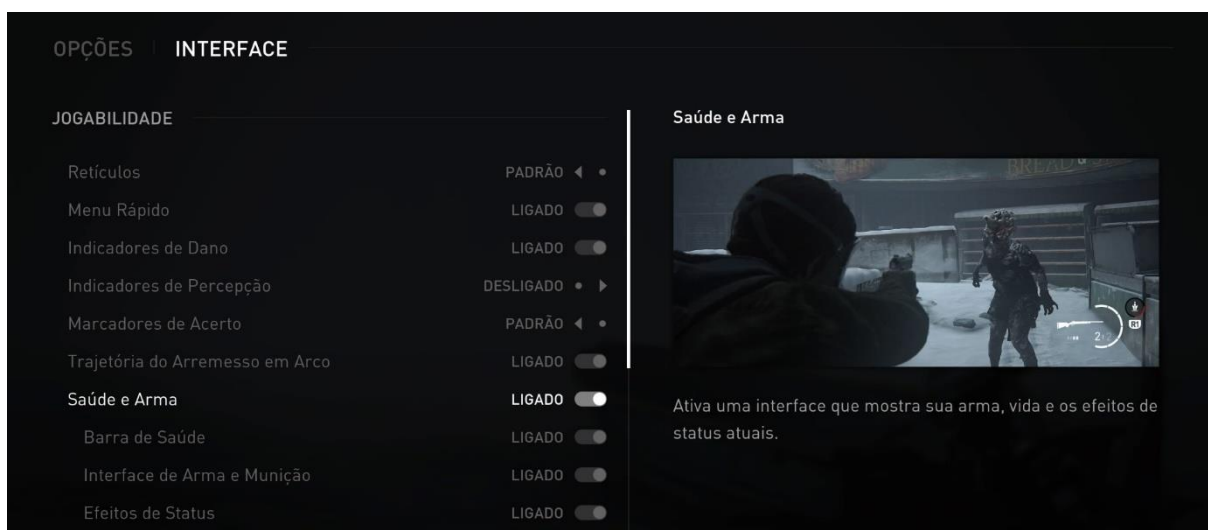 OPÇÕES INTERFACE
JOGABILIDADE
Retículos PADRÃO
Menu Rápido LIGADO
Indicadores de Dano LIGADO
Indicadores de Percepção DESLIGADO
Marcadores de Acerto PADRÃO
Trajetória do Arremesso em Arco LIGADO
Saúde e Arma LIGADO
Barra de Saúde LIGADO
Interface de Arma e Munição LIGADO
Efeitos de Status LIGADO
Saúde e Arma
BREAD &
R1
Ativa uma interface que mostra sua arma, vida e os efeitos de
status atuais.